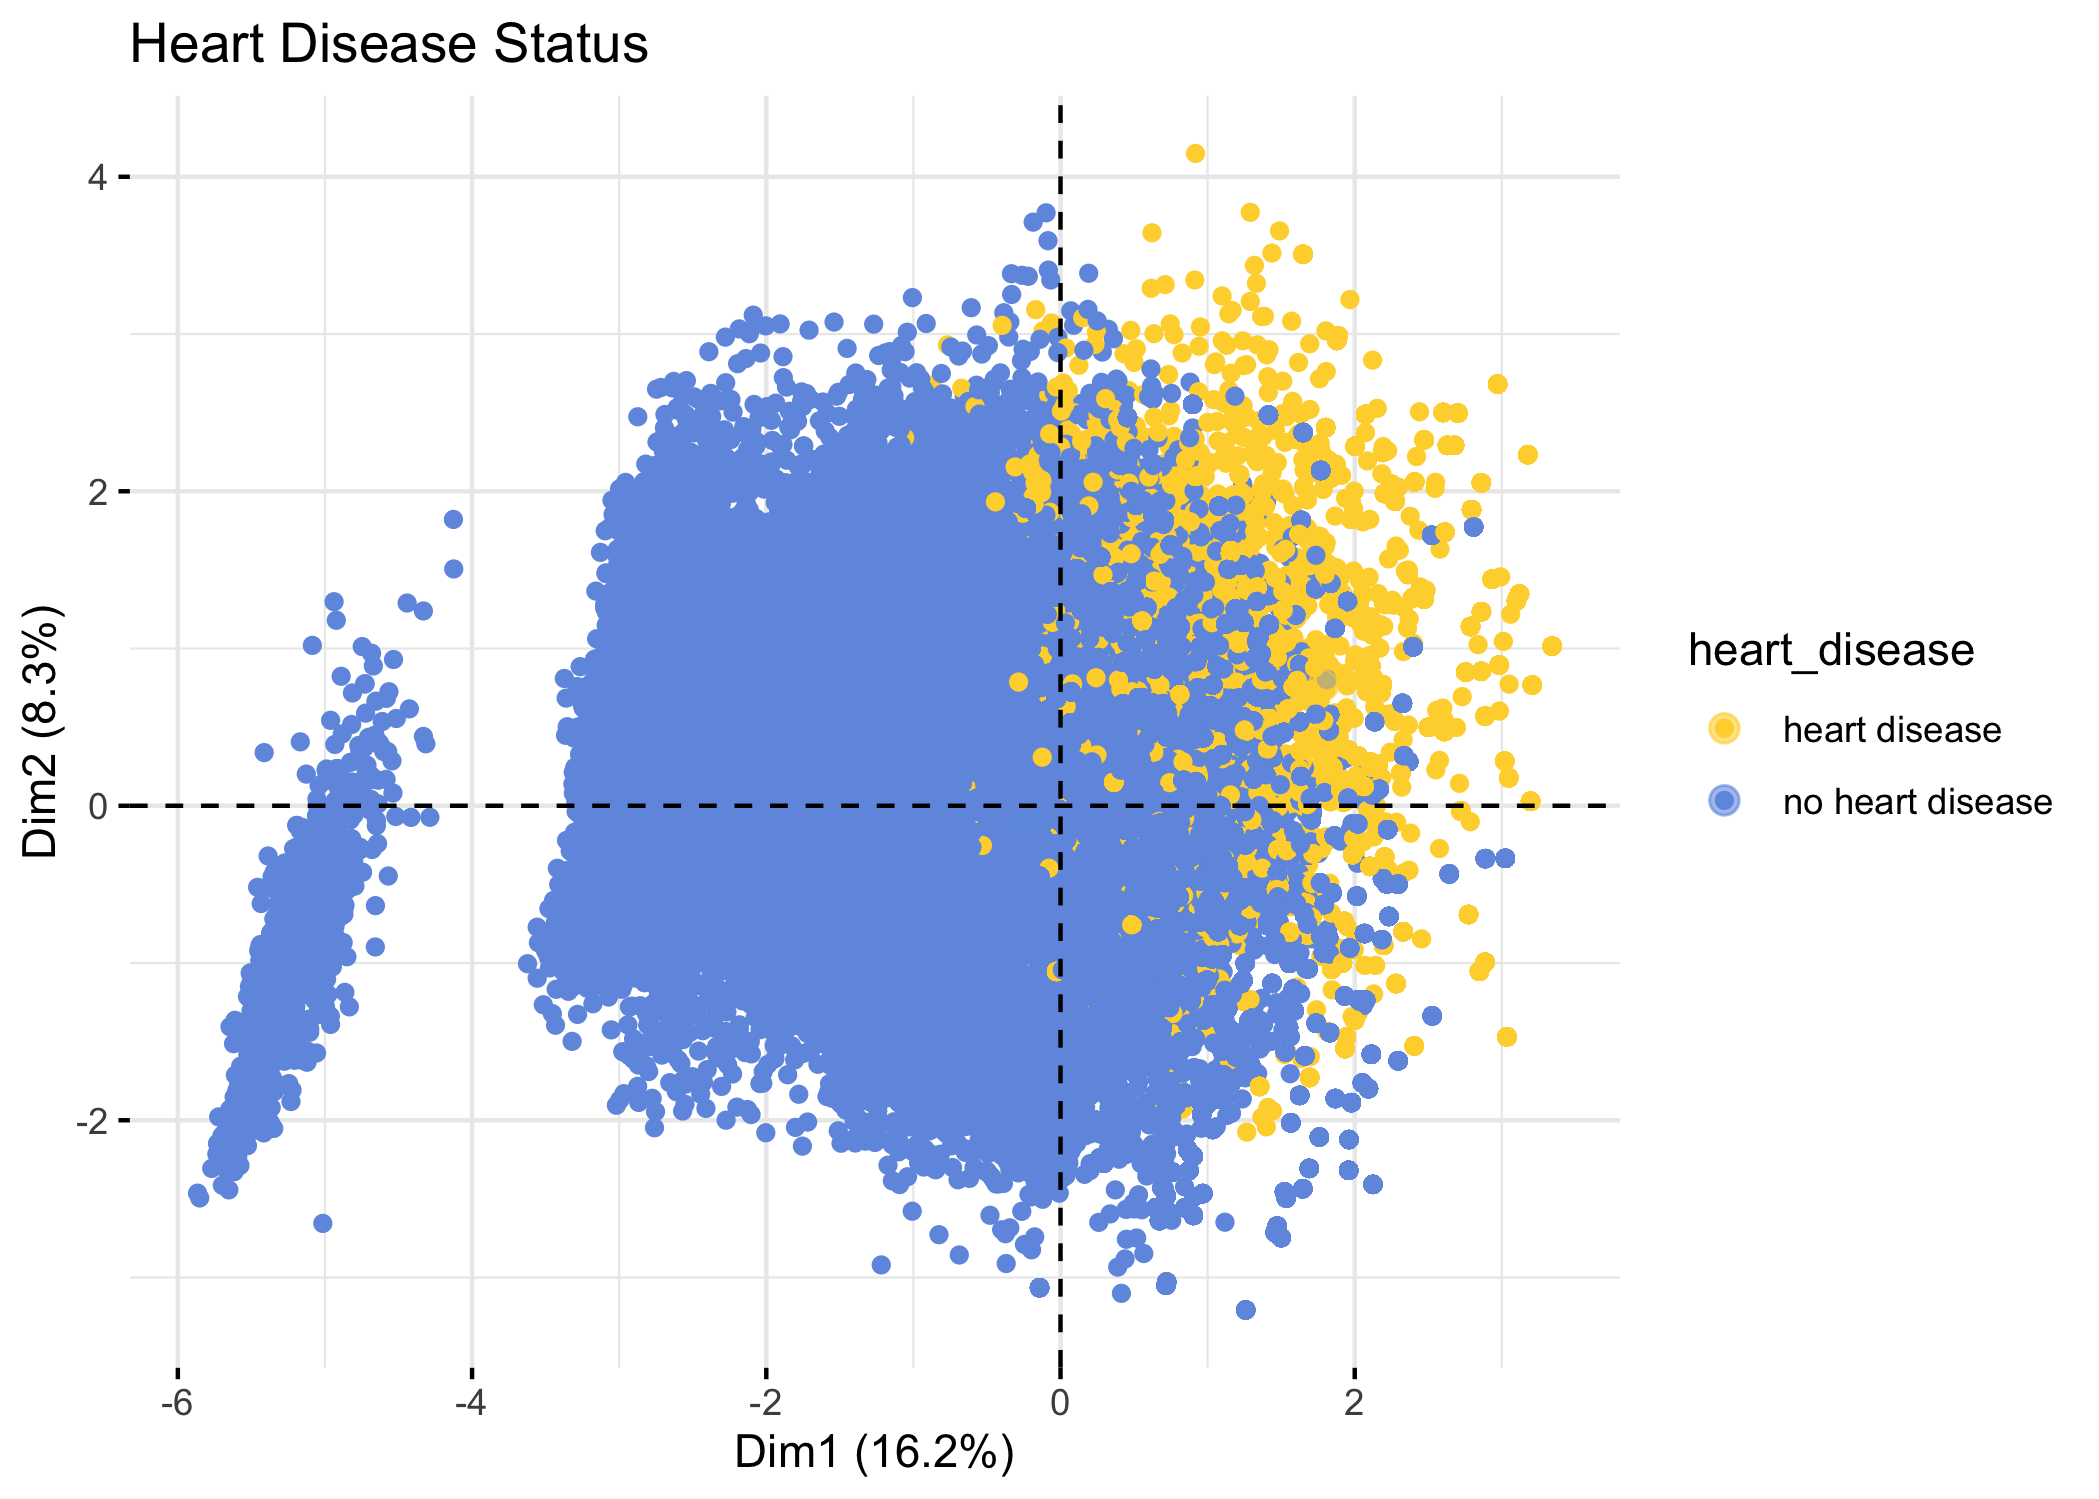 Heart Disease Status
4
2
0
-2
Dim2 (8.3%)
-6
-4
-2
0
2
Dim1 (16.2%)
heart_disease
heart disease
no heart disease